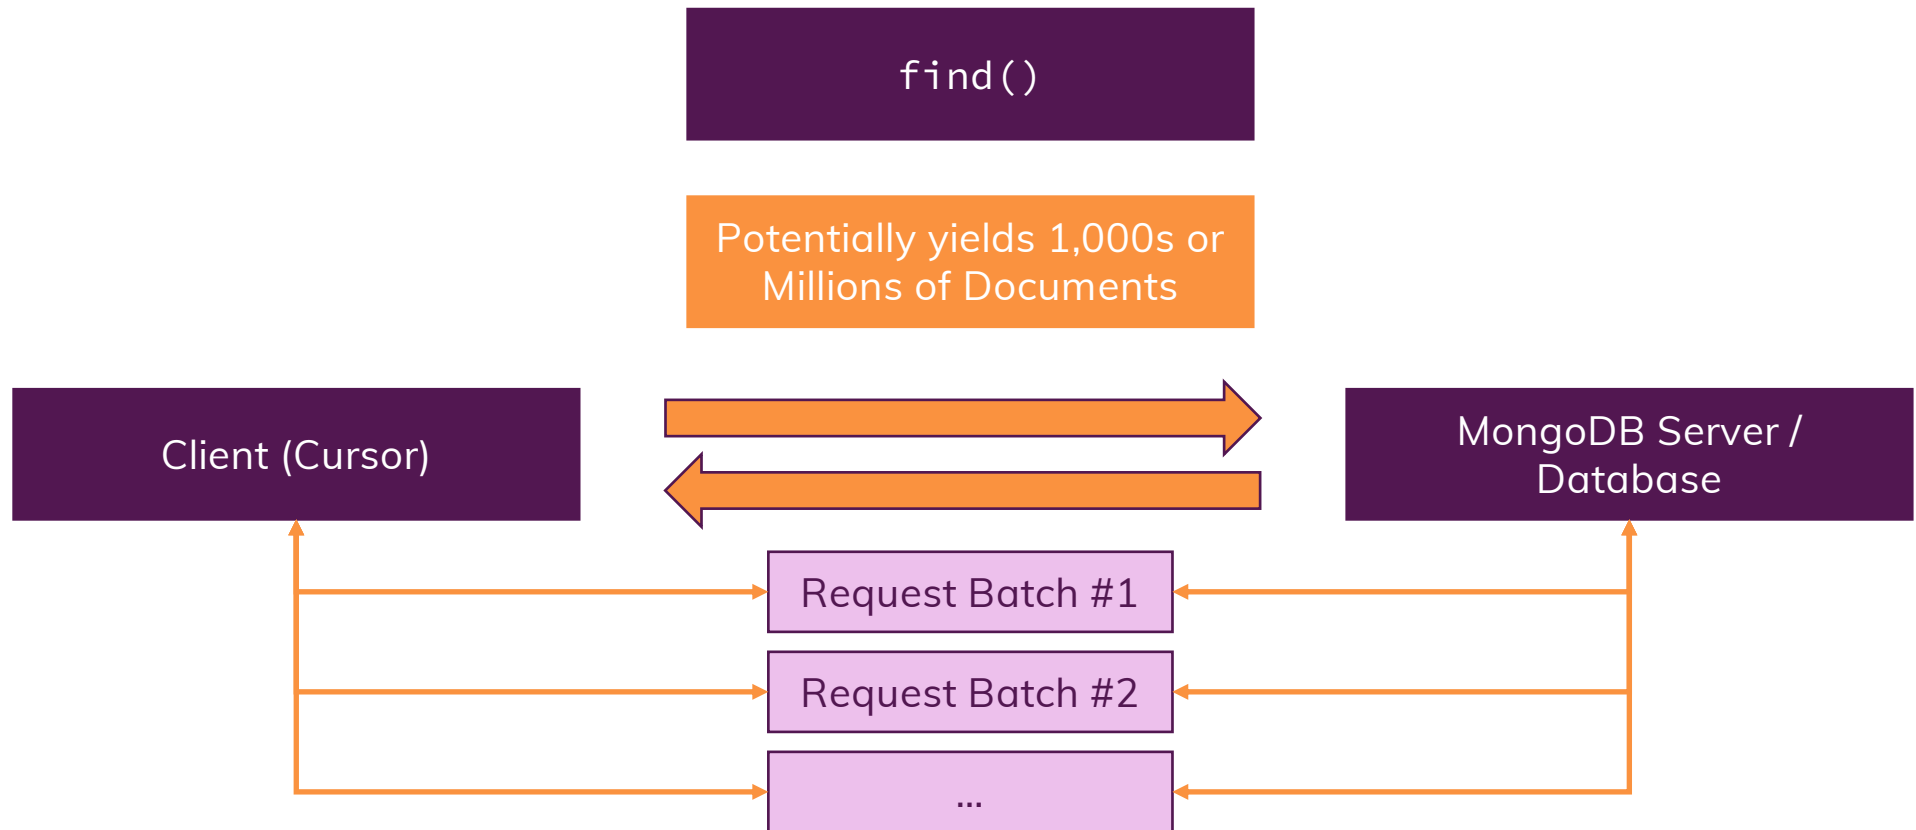 find()
Potentially yields 1,000s or
Millions of Documents
Client (Cursor)
MongoDB Server /
Database
Request Batch #1
Request Batch #2
...